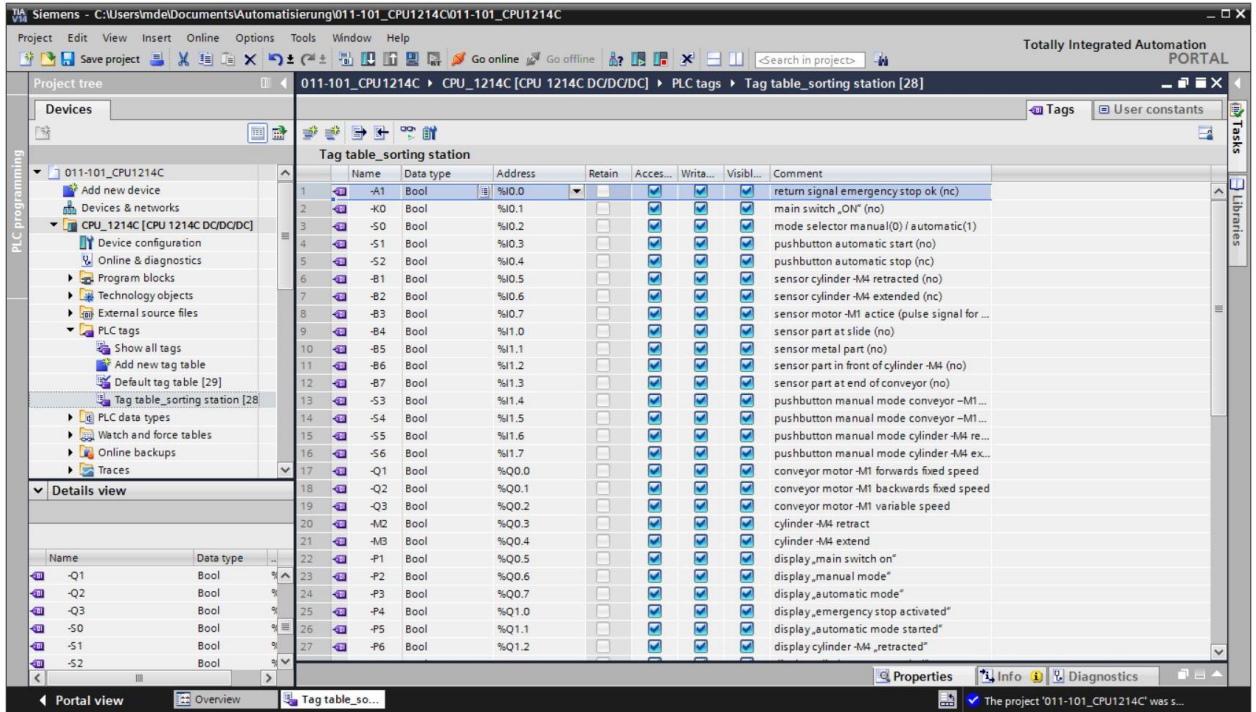 Siemens - C:\Users\mde\Documents\Automatisierung\011-101_CPU1214C\011-101_CPU1214C
Project Edit View Insert Online Options Tools Window Help
Totally Integrated Automation
PORTAL
Save project Go online Go offline <Search in project>
Project tree
011-101_CPU1214C CPU_1214C [CPU 1214C DC/DC/DC] PLC tags Tag table_sorting station [28]
Devices
Tags User constants
PLC programming
Tasks
Libraries
011-101_CPU1214C
Add new device
Devices & networks
CPU_1214C [CPU 1214C DC/DC/DC]
Device configuration
Online & diagnostics
Program blocks
Technology objects
External source files
PLC tags
Show all tags
Add new tag table
Default tag table [29]
Tag table_sorting station [28
PLC data types
Watch and force tables
Online backups
Traces
Details view
Name Data type ..
-Q1 Bool %
-Q2 Bool %
-Q3 Bool %
-S0 Bool %
-S1 Bool %
-S2 Bool %
Tag table_sorting station
Name Data type Address Retain Acces... Writa... Visibl... Comment
1 -A1 Bool %I0.0 return signal emergency stop ok (nc)
2 -K0 Bool %I0.1 main switch „ON“ (no)
3 -S0 Bool %I0.2 mode selector manual(0) / automatic(1)
4 -S1 Bool %I0.3 pushbutton automatic start (no)
5 -S2 Bool %I0.4 pushbutton automatic stop (nc)
6 -B1 Bool %I0.5 sensor cylinder -M4 retracted (no)
7 -B2 Bool %I0.6 sensor cylinder -M4 extended (nc)
8 -B3 Bool %I0.7 sensor motor -M1 actice (pulse signal for ...
9 -B4 Bool %I1.0 sensor part at slide (no)
10 -B5 Bool %I1.1 sensor metal part (no)
11 -B6 Bool %I1.2 sensor part in front of cylinder -M4 (no)
12 -B7 Bool %I1.3 sensor part at end of conveyor (no)
13 -S3 Bool %I1.4 pushbutton manual mode conveyor –M1...
14 -S4 Bool %I1.5 pushbutton manual mode conveyor –M1...
15 -S5 Bool %I1.6 pushbutton manual mode cylinder -M4 re...
16 -S6 Bool %I1.7 pushbutton manual mode cylinder -M4 ex...
17 -Q1 Bool %Q0.0 conveyor motor -M1 forwards fixed speed
18 -Q2 Bool %Q0.1 conveyor motor -M1 backwards fixed speed
19 -Q3 Bool %Q0.2 conveyor motor -M1 variable speed
20 -M2 Bool %Q0.3 cylinder -M4 retract
21 -M3 Bool %Q0.4 cylinder -M4 extend
22 -P1 Bool %Q0.5 display „main switch on“
23 -P2 Bool %Q0.6 display „manual mode“
24 -P3 Bool %Q0.7 display „automatic mode“
25 -P4 Bool %Q1.0 display „emergency stop activated“
26 -P5 Bool %Q1.1 display „automatic mode started“
27 -P6 Bool %Q1.2 display cylinder -M4 „retracted“
Properties Info Diagnostics
Portal view Overview Tag table_so... The project '011-101_CPU1214C' was s...